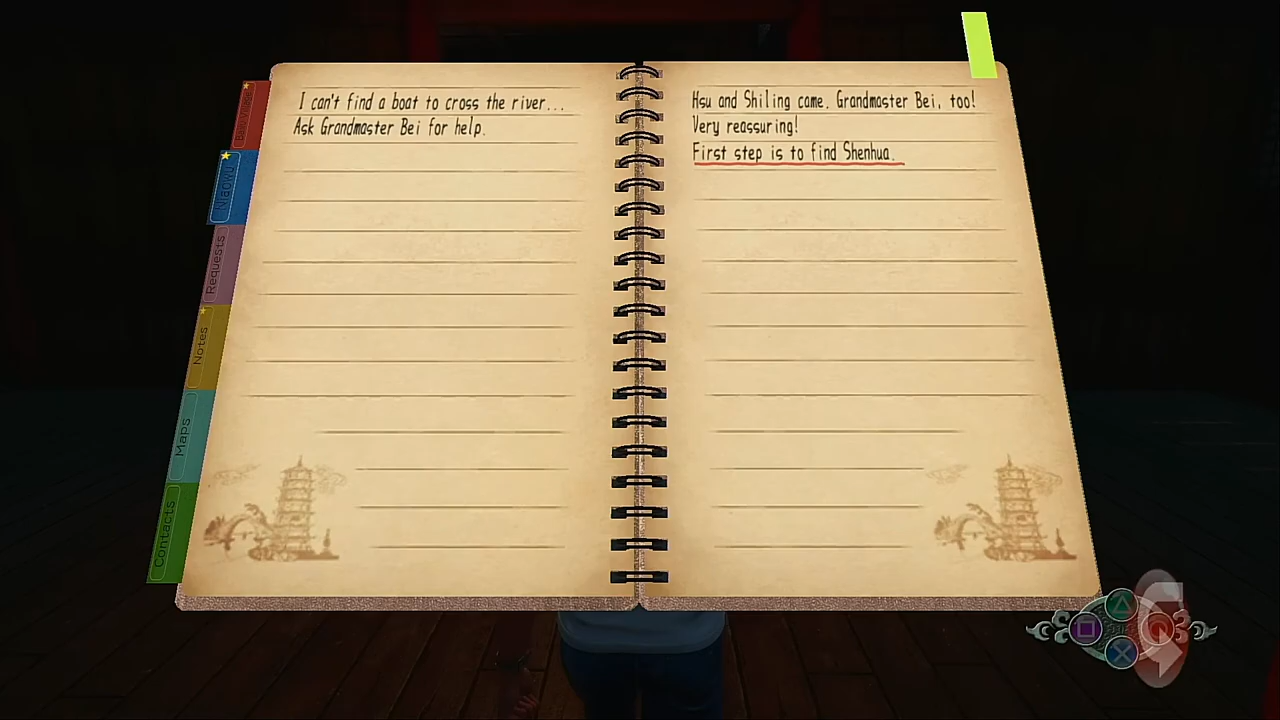 I can't find a boat to cross the river...
Ask Grandmaster Bei for help.
Hsu and Shiling came. Grandmaster Bei, too!
Very reassuring!
First step is to find Shenhua.
Niaowu
Requests
Notes
Maps
Contacts